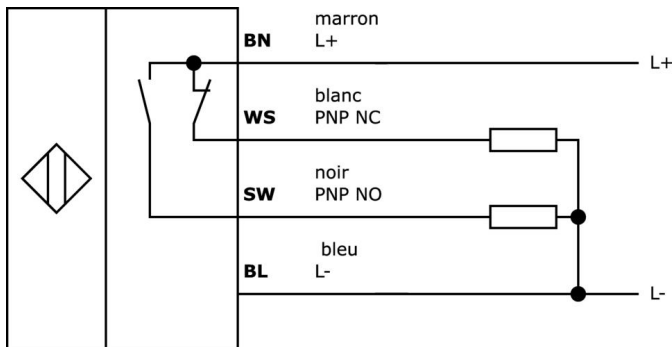 marron
BN L+
L+
blanc
WS PNP NC
noir
SW PNP NO
bleu
BL L-
L-